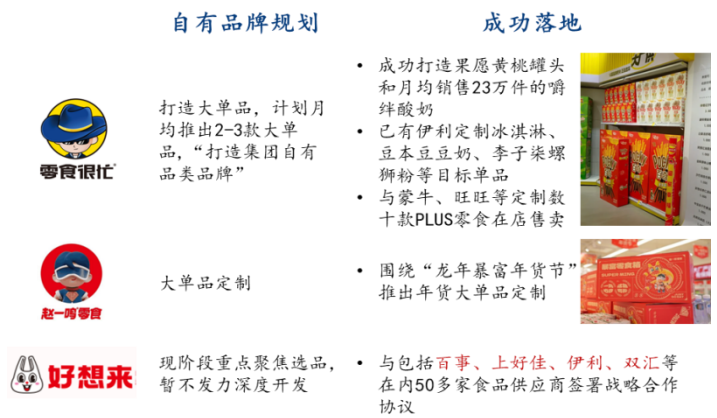 自有品牌规划
成功落地
零食很忙
打造大单品，计划月
均推出2-3款大单
品，“打造集团自有
品类品牌”
• 成功打造果愿黄桃罐头
和月均销售23万件的嚼
绊酸奶
• 已有伊利定制冰淇淋、
豆本豆豆奶、李子柒螺
狮粉等目标单品
• 与蒙牛、旺旺等定制数
十款PLUS零食在店售卖
赵一鸣零食
大单品定制
• 围绕“龙年暴富年货节”
推出年货大单品定制
好想来
现阶段重点聚焦选品，
暂不发力深度开发
• 与包括百事、上好佳、伊利、双汇等
在内50多家食品供应商签署战略合作
协议